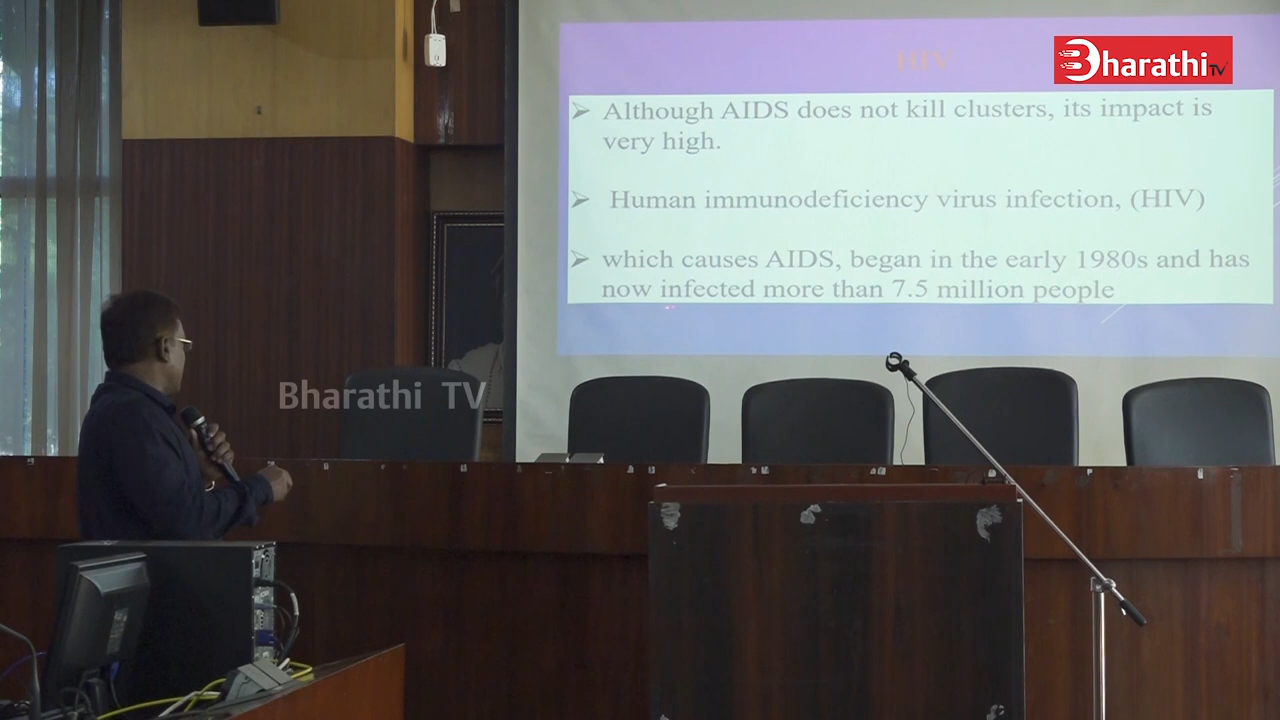 HIV
Bharathi TV
Although AIDS does not kill clusters, its impact is
very high.
Human immunodeficiency virus infection, (HIV)
which causes AIDS, began in the early 1980s and has
now infected more than 7.5 million people
Bharathi TV